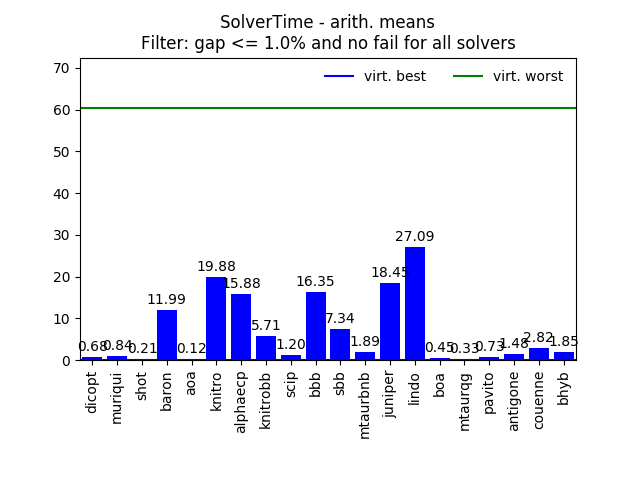 SolverTime - arith. means
Filter: gap <= 1.0% and no fail for all solvers
virt. best
virt. worst
70
60
50
40
30
20
10
0
0.68
0.84
0.21
11.99
0.12
19.88
15.88
5.71
1.20
16.35
7.34
1.89
18.45
27.09
0.45
0.33
0.73
1.48
2.82
1.85
dicopt
muriqui
shot
baron
aoa
knitro
alphaecp
knitrobb
scip
bbb
sbb
mtaurbnb
juniper
lindo
boa
mtaurqg
pavito
antigone
couenne
bhyb